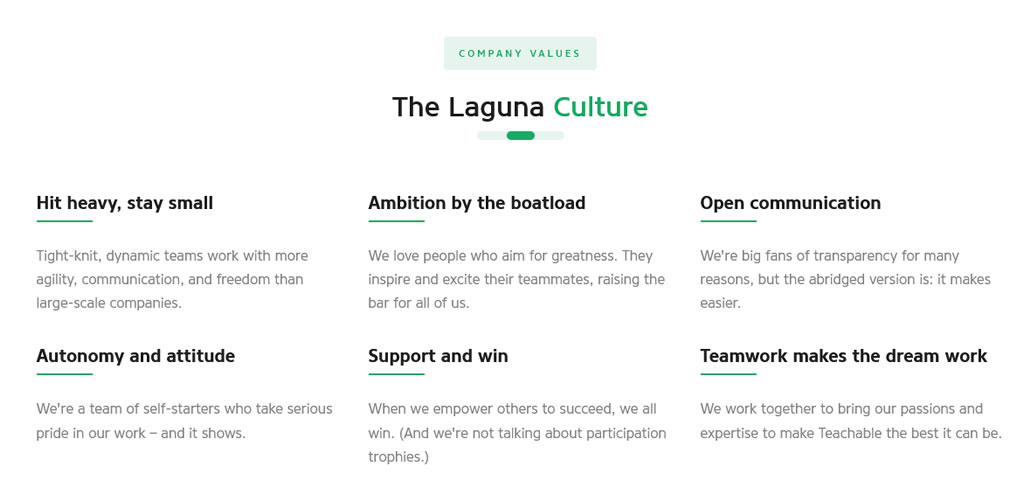 COMPANY VALUES
The Laguna Culture
Hit heavy, stay small
Tight-knit, dynamic teams work with more
agility, communication, and freedom than
large-scale companies.
Ambition by the boatload
We love people who aim for greatness. They
inspire and excite their teammates, raising the
bar for all of us.
Open communication
We're big fans of transparency for many
reasons, but the abridged version is: it makes
easier.
Autonomy and attitude
We're a team of self-starters who take serious
pride in our work – and it shows.
Support and win
When we empower others to succeed, we all
win. (And we're not talking about participation
trophies.)
Teamwork makes the dream work
We work together to bring our passions and
expertise to make Teachable the best it can be.